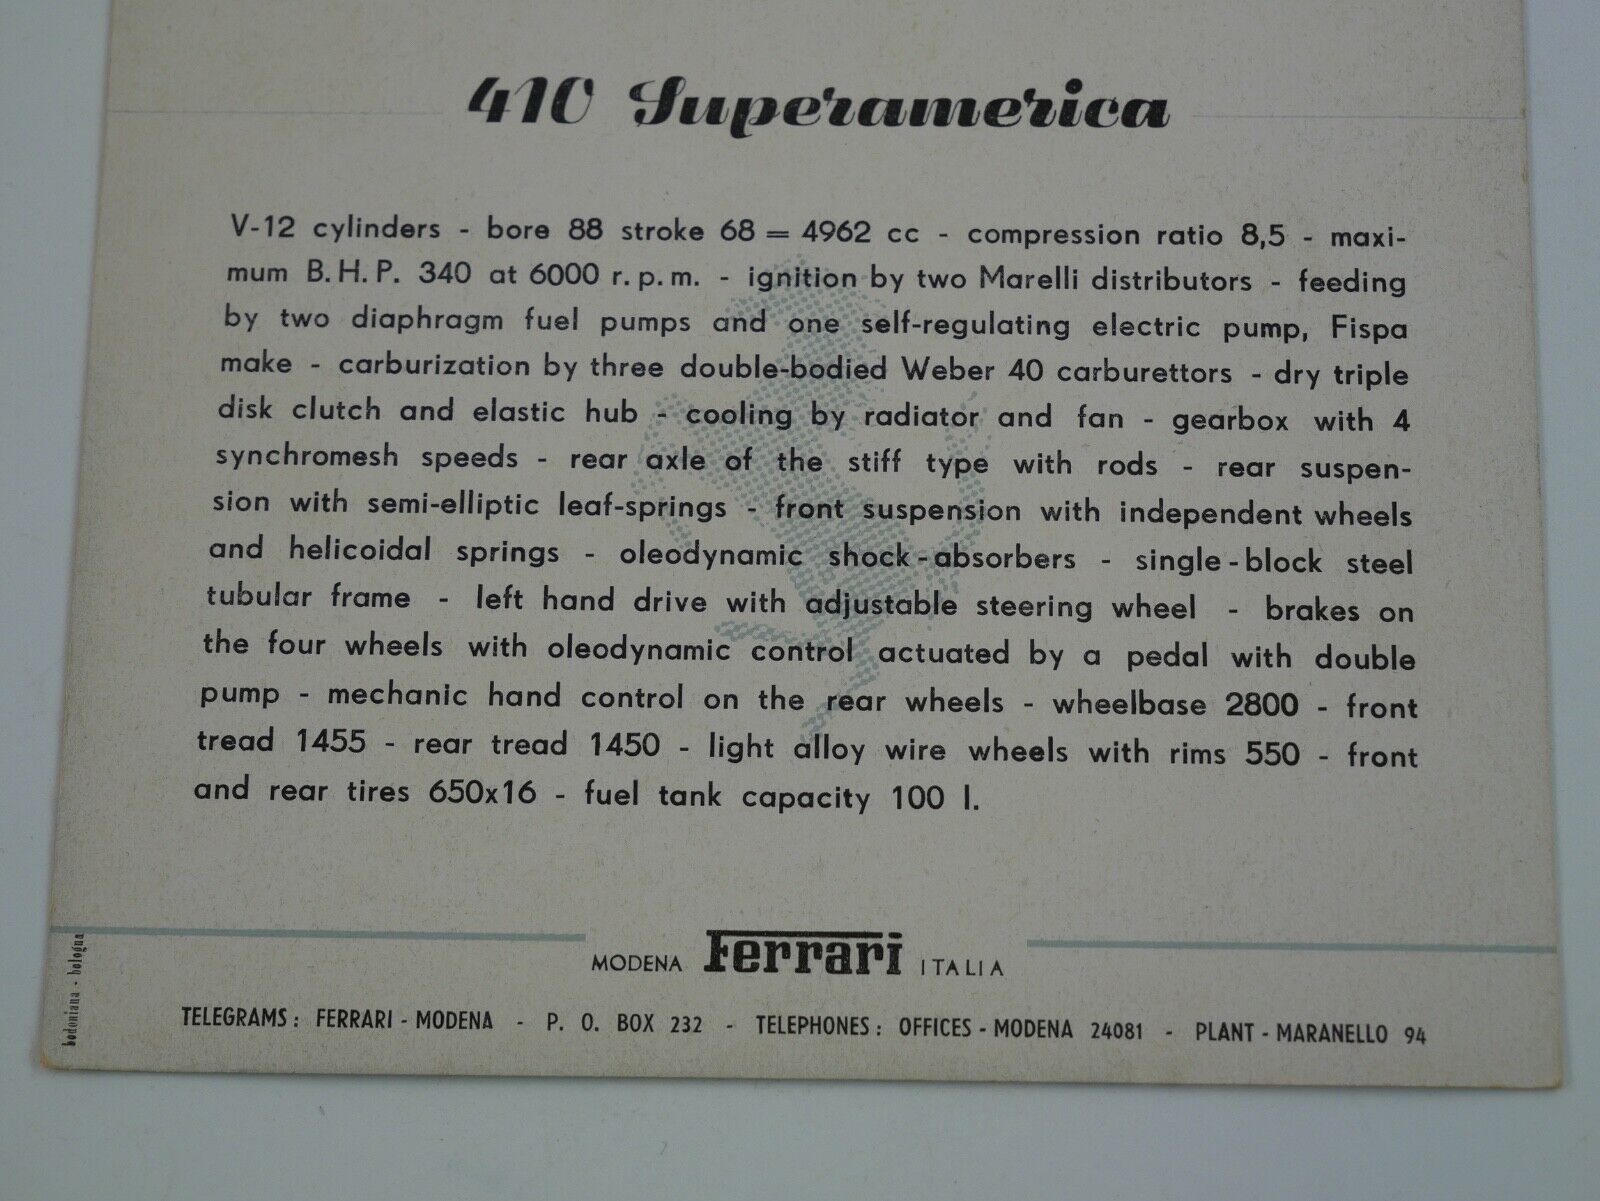 410 Superamerica
V-12 cylinders - bore 88 stroke 68 = 4962 cc - compression ratio 8,5 - maxi-
mum B.H.P. 340 at 6000 r.p.m. - ignition by two Marelli distributors - feeding
by two diaphragm fuel pumps and one self-regulating electric pump, Fispa
make - carburization by three double-bodied Weber 40 carburettors - dry triple
disk clutch and elastic hub - cooling by radiator and fan - gearbox with 4
synchromesh speeds - rear axle of the stiff type with rods - rear suspen-
sion with semi-elliptic leaf-springs - front suspension with independent wheels
and helicoidal springs - oleodynamic shock-absorbers - single-block steel
tubular frame - left hand drive with adjustable steering wheel - brakes on
the four wheels with oleodynamic control actuated by a pedal with double
pump - mechanic hand control on the rear wheels - wheelbase 2800 - front
tread 1455 - rear tread 1450 - light alloy wire wheels with rims 550 - front
and rear tires 650x16 - fuel tank capacity 100 l.
MODENA Ferrari ITALIA
TELEGRAMS: FERRARI - MODENA - P. O. BOX 232 - TELEPHONES: OFFICES - MODENA 24081 - PLANT - MARANELLO 94
bodoniana - bologna